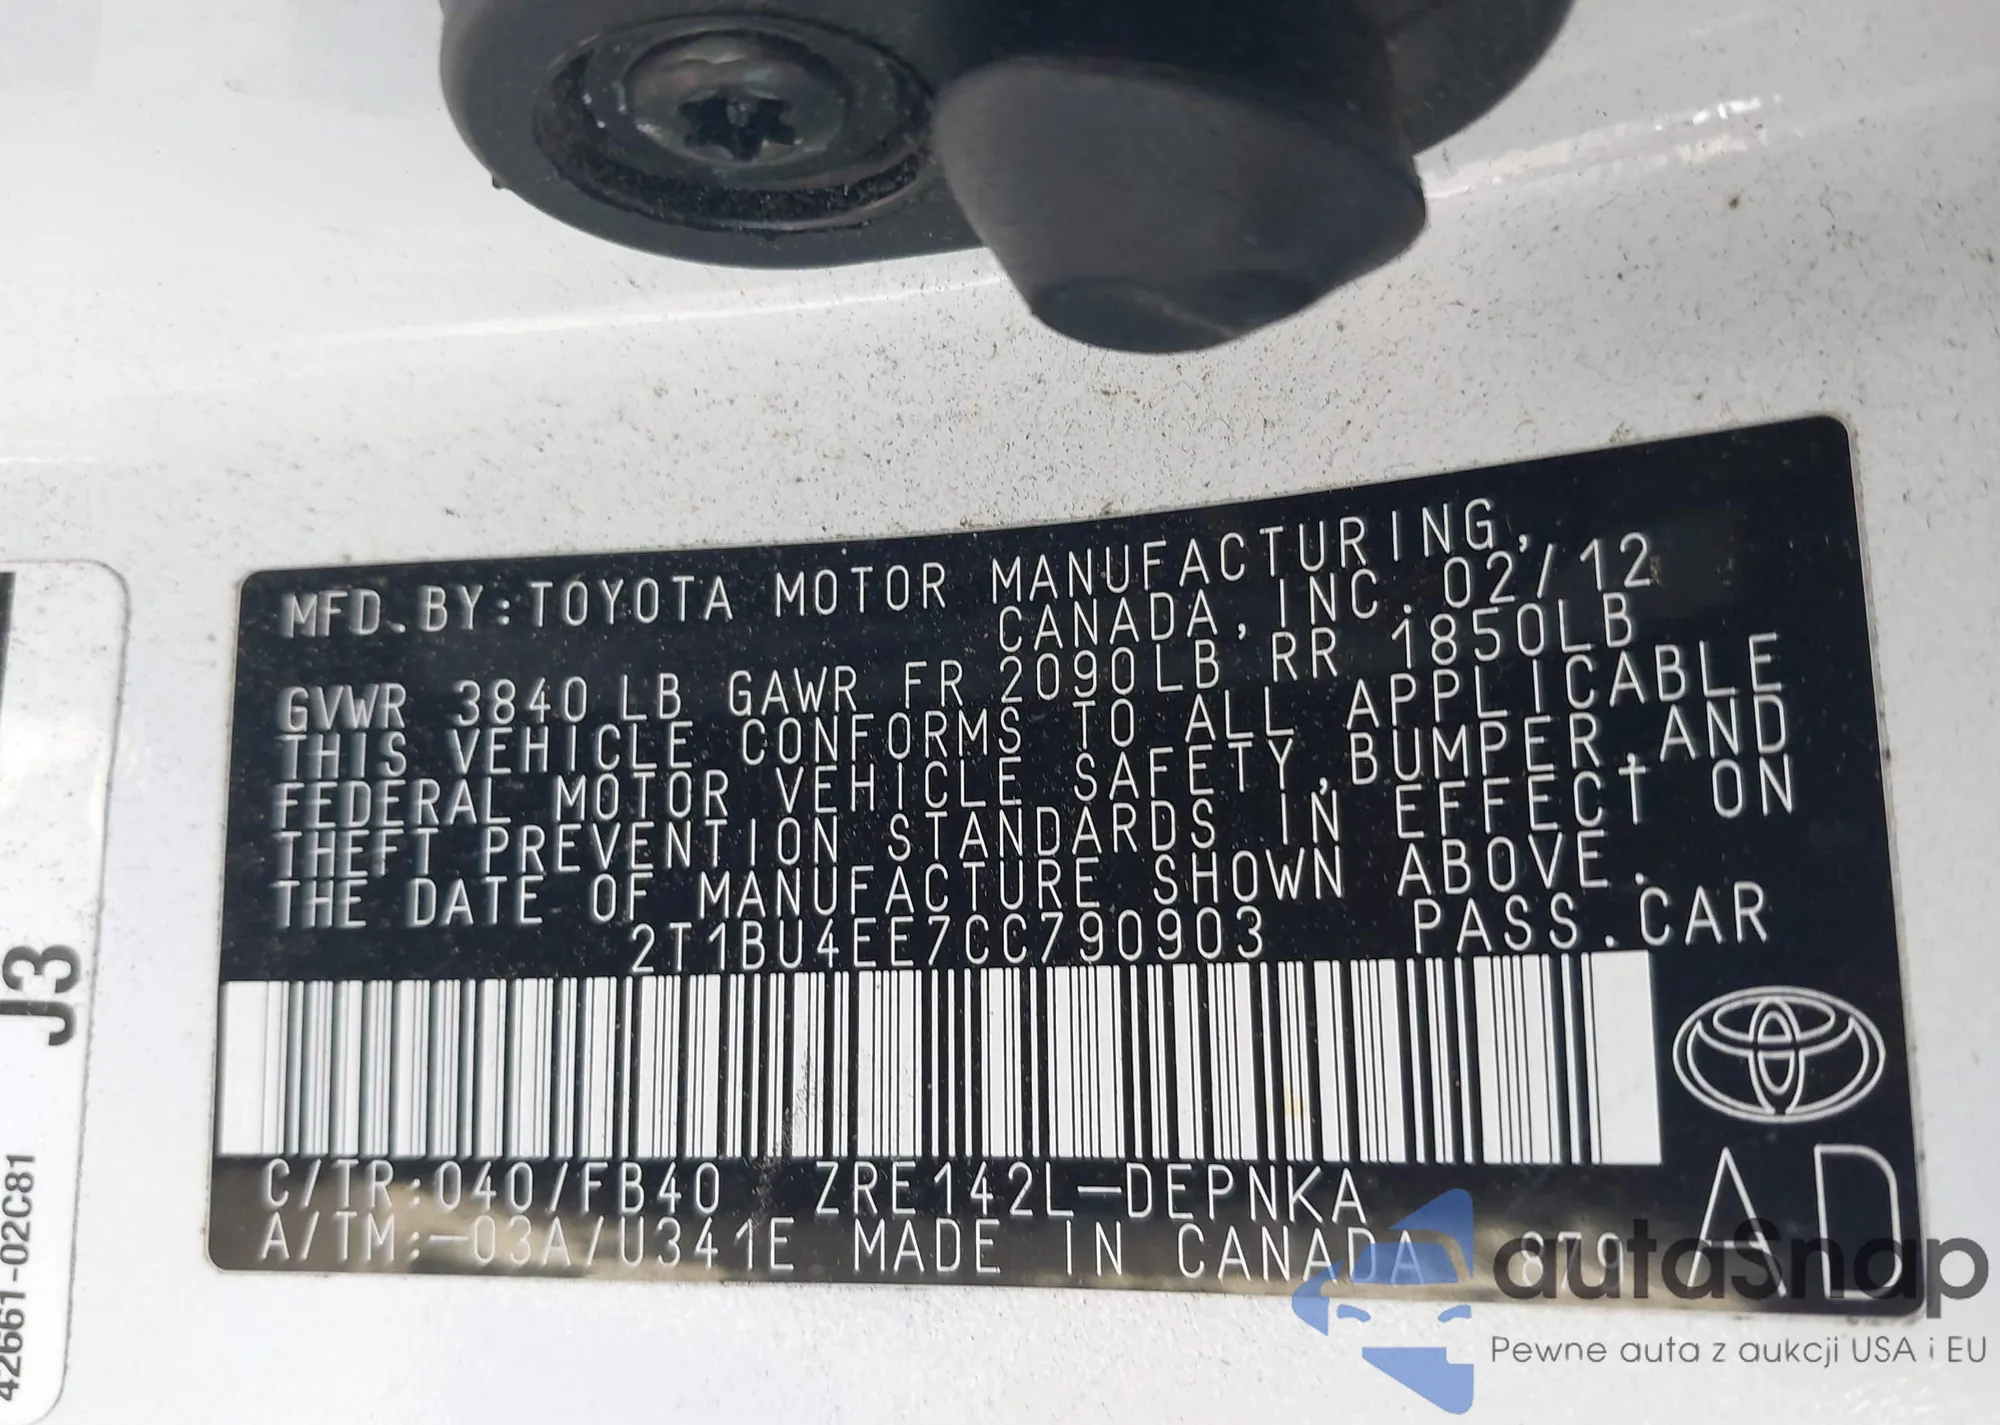 MFD.BY:TOYOTA MOTOR MANUFACTURING,
CANADA, INC. 02/12
GVWR 3840 LB GAWR FR 2090LB RR 1850LB
THIS VEHICLE CONFORMS TO ALL APPLICABLE
FEDERAL MOTOR VEHICLE SAFETY, BUMPER, AND
THEFT PREVENTION STANDARDS IN EFFECT ON
THE DATE OF MANUFACTURE SHOWN ABOVE.
2T1BU4EE7CC790903 PASS.CAR
C/TR:040/FB40 ZRE142L-DEPNKA
A/TM:-03A/U341E MADE IN CANADA 879
AD
J3
42661-02C81
autoSnap
Pewne auta z aukcji USA i EU